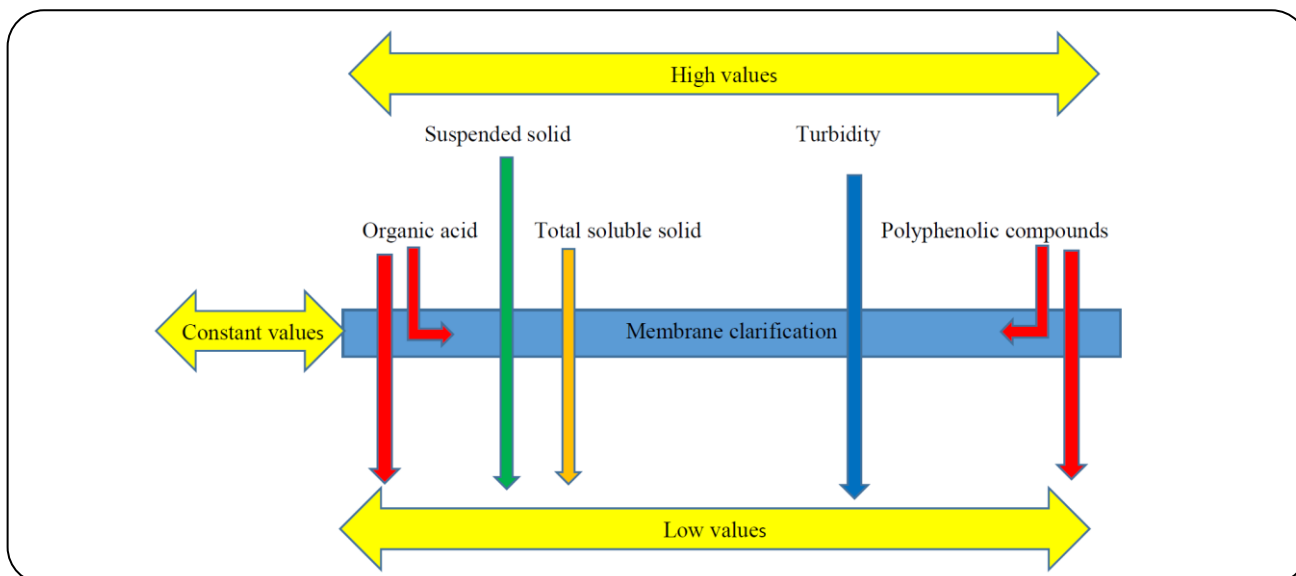 High values
Suspended solid
Turbidity
Organic acid
Total soluble solid
Polyphenolic compounds
Constant values
Membrane clarification
Low values